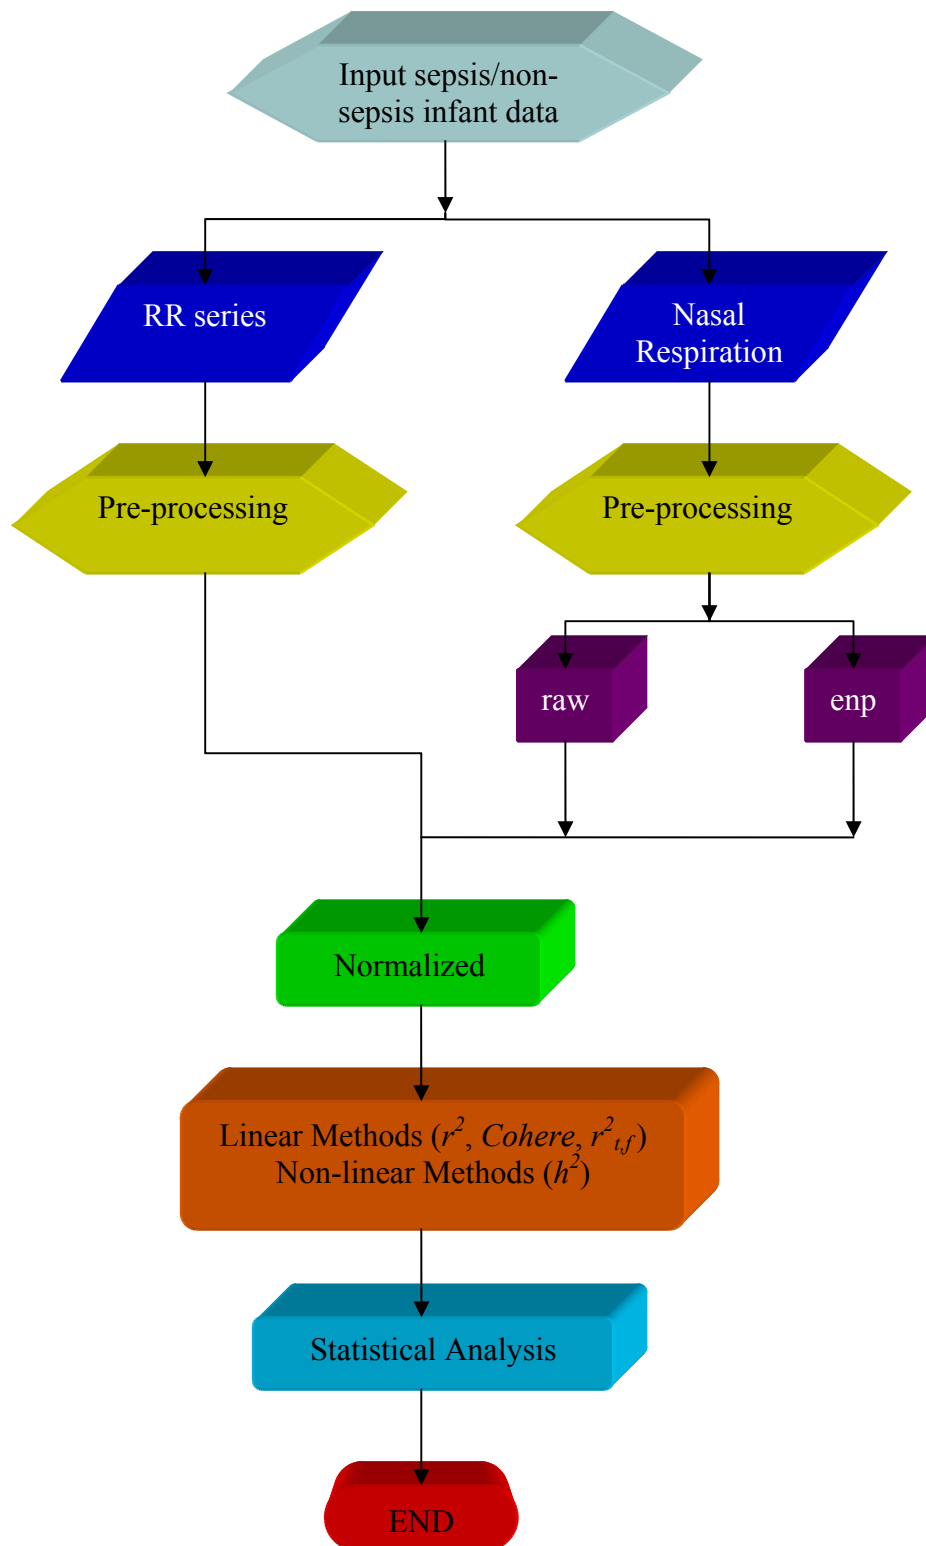 Input sepsis/non-
sepsis infant data
RR series
Nasal
Respiration
Pre-processing
Pre-processing
raw
enp
Normalized
Linear Methods (r², Cohere, r²t,f)
Non-linear Methods (h²)
Statistical Analysis
END